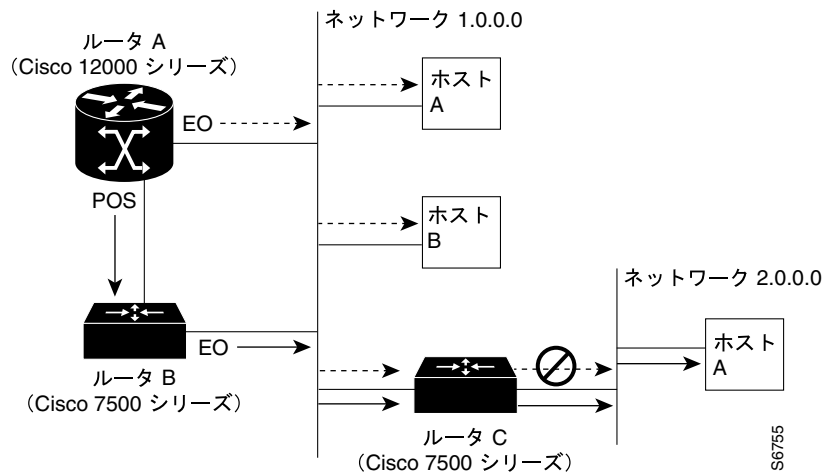 ネットワーク 1.0.0.0
ルータ A
(Cisco 12000 シリーズ)
ホスト
A
EO
POS
ホスト
B
ネットワーク 2.0.0.0
ホスト
A
EO
ルータ B
(Cisco 7500 シリーズ)
ルータ C
(Cisco 7500 シリーズ)
S6755